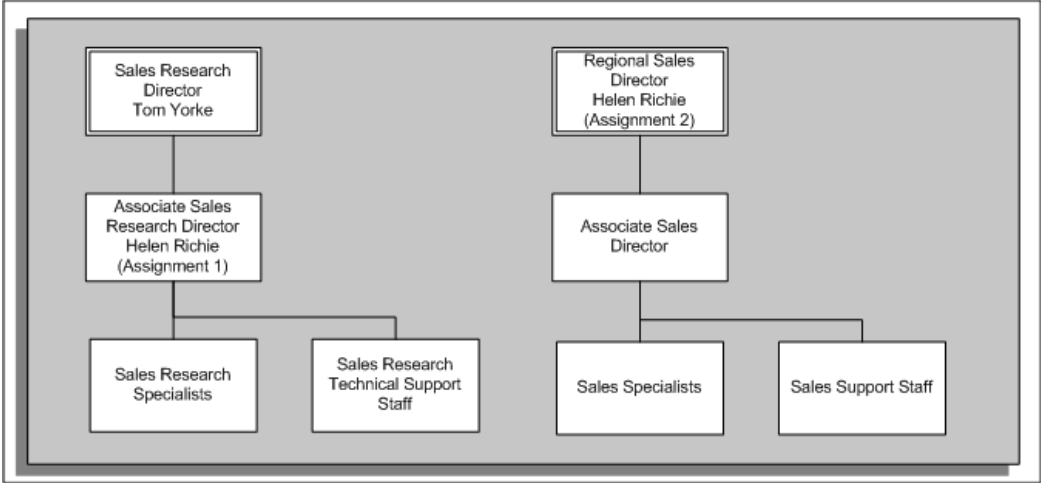 Sales Research
Director
Tom Yorke
Regional Sales
Director
Helen Richie
(Assignment 2)
Associate Sales
Research Director
Helen Richie
(Assignment 1)
Associate Sales
Director
Sales Research
Specialists
Sales Research
Technical Support
Staff
Sales Specialists
Sales Support Staff